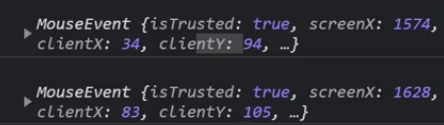 MouseEvent {isTrusted: true, screenX: 1574,
clientX: 34, clientY: 94, …}
MouseEvent {isTrusted: true, screenX: 1628,
clientX: 83, clientY: 105, …}